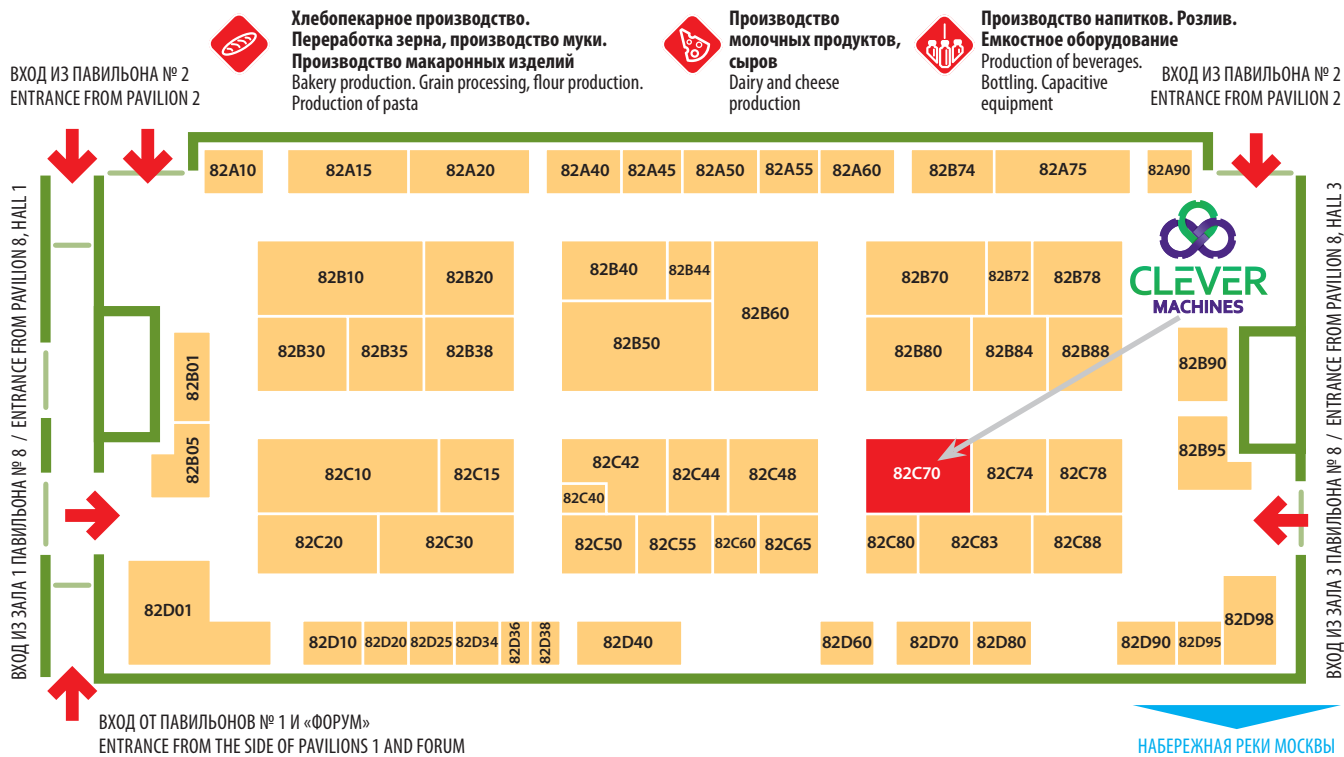 Хлебопекарное производство.
Переработка зерна, производство муки.
Производство макаронных изделий
Bakery production. Grain processing, flour production.
Production of pasta
Производство
молочных продуктов,
сыров
Dairy and cheese
production
Производство напитков. Розлив.
Емкостное оборудование
Production of beverages.
Bottling. Capacitive
equipment
ВХОД ИЗ ПАВИЛЬОНА № 2
ENTRANCE FROM PAVILION 2
ВХОД ИЗ ПАВИЛЬОНА № 2
ENTRANCE FROM PAVILION 2
82A10 82A15 82A20 82A40 82A45 82A50 82A55 82A60 82B74 82A75 82A90
CLEVER
MACHINES
82B10 82B20 82B40 82B44 82B60 82B70 82B72 82B78
82B30 82B35 82B38 82B50 82B80 82B84 82B88
82B01
82B05
82B90
82B95
82C10 82C15 82C42 82C44 82C48 82C70 82C74 82C78
82C40
82C20 82C30 82C50 82C55 82C60 82C65 82C80 82C83 82C88
82D01
82D10 82D20 82D25 82D34 82D36 82D38 82D40 82D60 82D70 82D80 82D90 82D95 82D98
ВХОД ИЗ ЗАЛА 1 ПАВИЛЬОНА № 8 / ENTRANCE FROM PAVILION 8, HALL 1
ВХОД ИЗ ЗАЛА 3 ПАВИЛЬОНА № 8 / ENTRANCE FROM PAVILION 8, HALL 3
ВХОД ОТ ПАВИЛЬОНОВ № 1 И «ФОРУМ»
ENTRANCE FROM THE SIDE OF PAVILIONS 1 AND FORUM
НАБЕРЕЖНАЯ РЕКИ МОСКВЫ